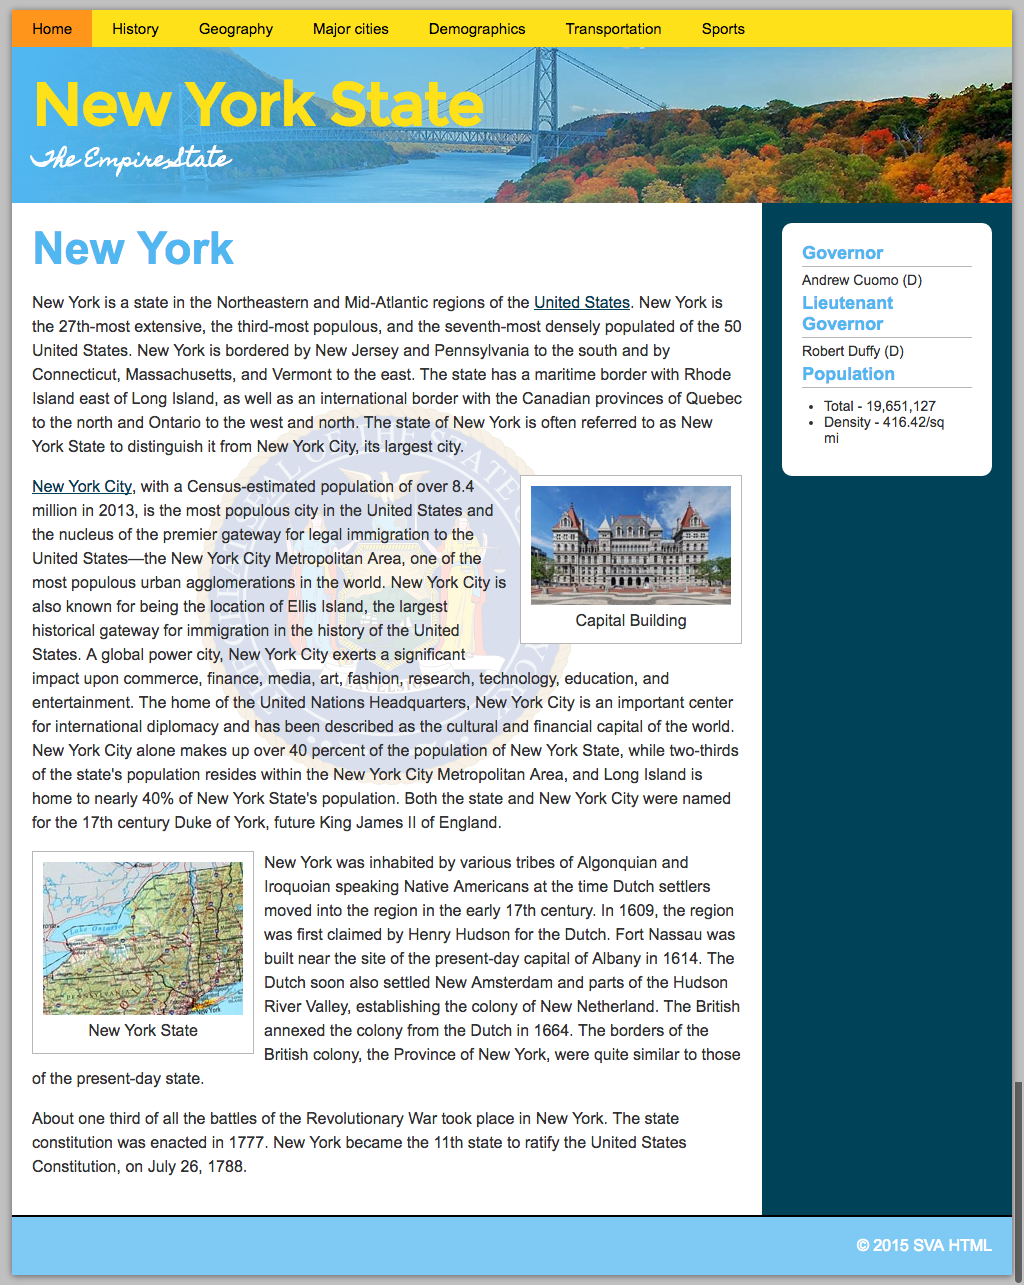 Home History Geography Major cities Demographics Transportation Sports
New York State
The Empire State
New York
New York is a state in the Northeastern and Mid-Atlantic regions of the United States. New York is
the 27th-most extensive, the third-most populous, and the seventh-most densely populated of the 50
United States. New York is bordered by New Jersey and Pennsylvania to the south and by
Connecticut, Massachusetts, and Vermont to the east. The state has a maritime border with Rhode
Island east of Long Island, as well as an international border with the Canadian provinces of Quebec
to the north and Ontario to the west and north. The state of New York is often referred to as New
York State to distinguish it from New York City, its largest city.
New York City, with a Census-estimated population of over 8.4
million in 2013, is the most populous city in the United States and
the nucleus of the premier gateway for legal immigration to the
United States—the New York City Metropolitan Area, one of the
most populous urban agglomerations in the world. New York City is
also known for being the location of Ellis Island, the largest
historical gateway for immigration in the history of the United
States. A global power city, New York City exerts a significant
impact upon commerce, finance, media, art, fashion, research, technology, education, and
entertainment. The home of the United Nations Headquarters, New York City is an important center
for international diplomacy and has been described as the cultural and financial capital of the world.
New York City alone makes up over 40 percent of the population of New York State, while two-thirds
of the state's population resides within the New York City Metropolitan Area, and Long Island is
home to nearly 40% of New York State's population. Both the state and New York City were named
for the 17th century Duke of York, future King James II of England.
Capital Building
New York was inhabited by various tribes of Algonquian and
Iroquoian speaking Native Americans at the time Dutch settlers
moved into the region in the early 17th century. In 1609, the region
was first claimed by Henry Hudson for the Dutch. Fort Nassau was
built near the site of the present-day capital of Albany in 1614. The
Dutch soon also settled New Amsterdam and parts of the Hudson
River Valley, establishing the colony of New Netherland. The British
annexed the colony from the Dutch in 1664. The borders of the
British colony, the Province of New York, were quite similar to those
of the present-day state.
New York State
About one third of all the battles of the Revolutionary War took place in New York. The state
constitution was enacted in 1777. New York became the 11th state to ratify the United States
Constitution, on July 26, 1788.
Governor
Andrew Cuomo (D)
Lieutenant
Governor
Robert Duffy (D)
Population
• Total - 19,651,127
• Density - 416.42/sq
mi
© 2015 SVA HTML